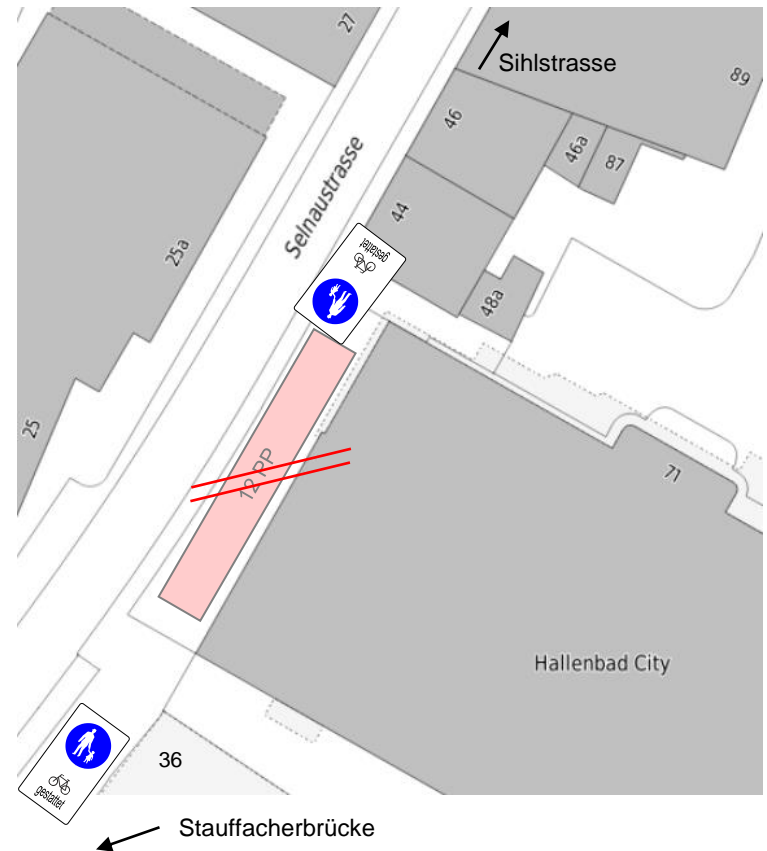 27
Sihlstrasse
89
46
46a
87
Selnaustrasse
44
25a
gestattet
48a
25
12 PP
71
Hallenbad City
36
gestattet
Stauffacherbrücke